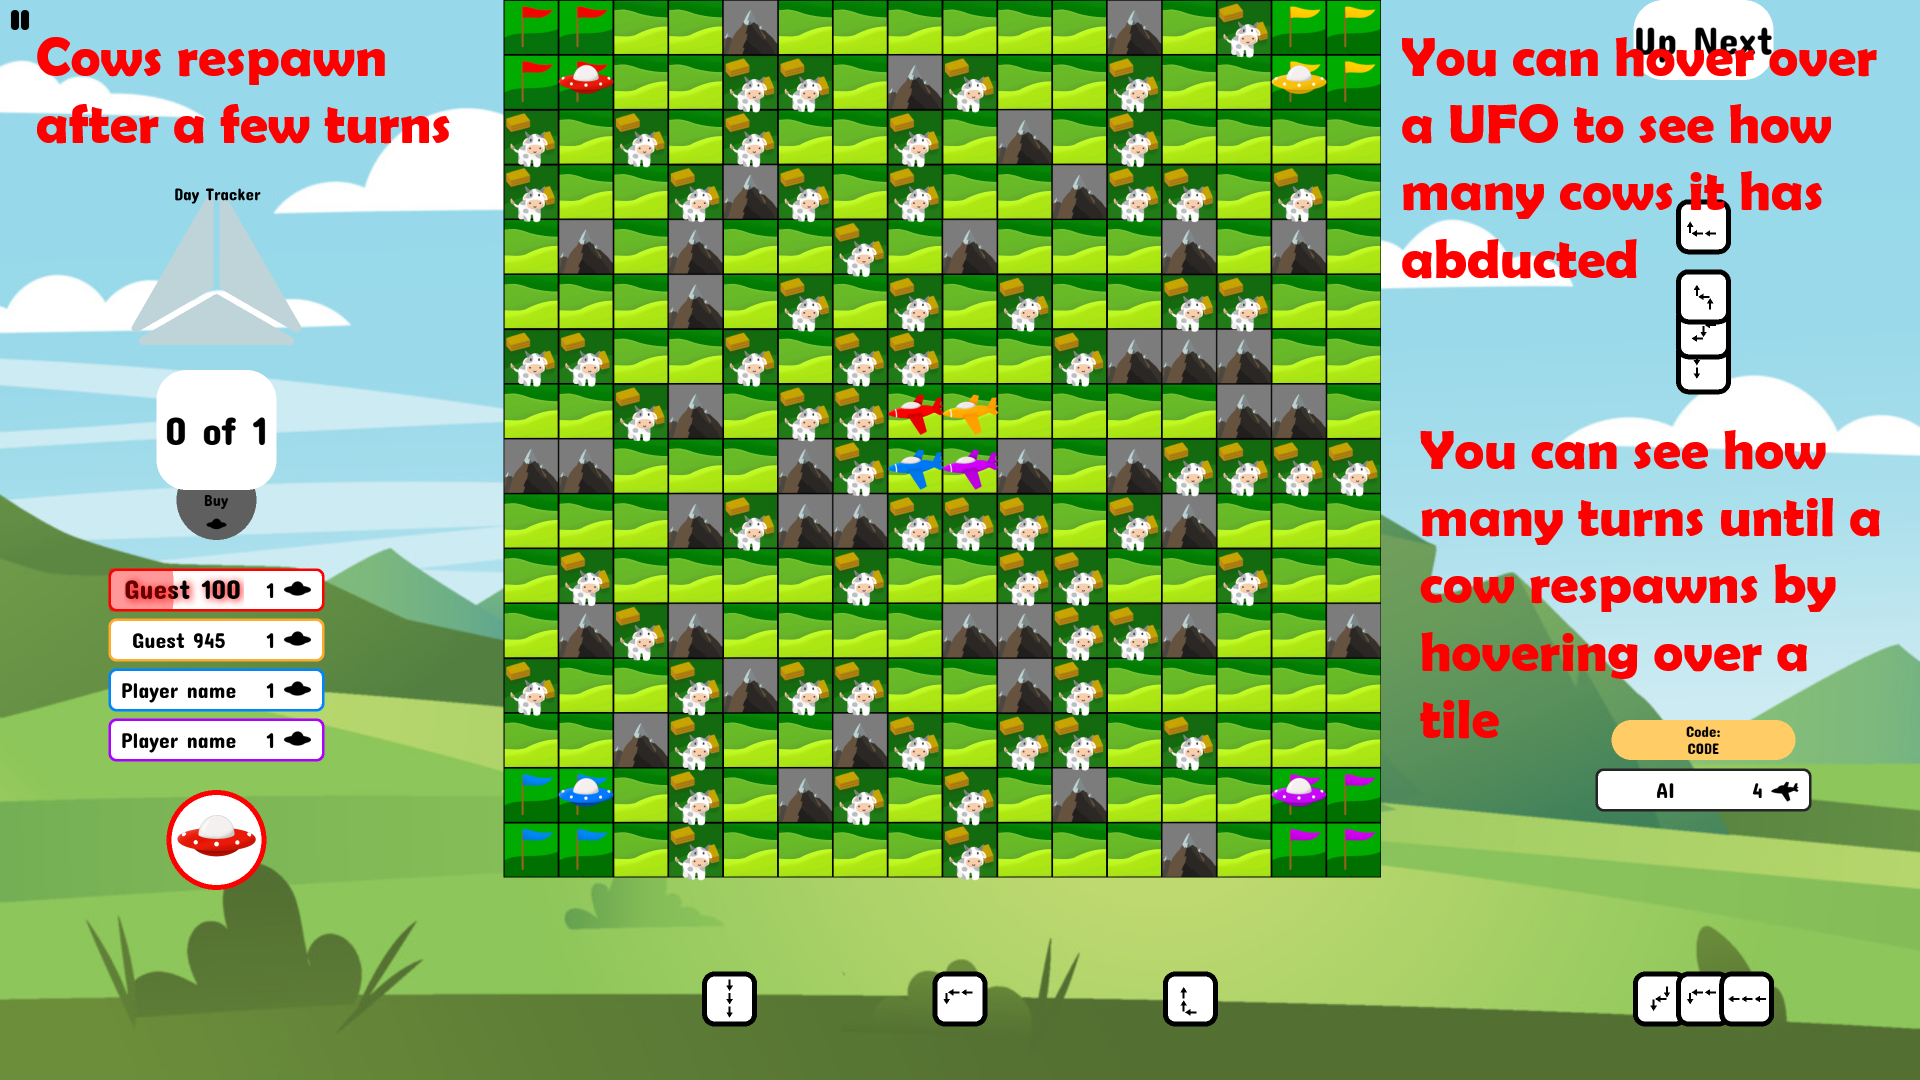 Cows respawn
after a few turns
Day Tracker
0 of 1
Buy
Guest 100 1
Guest 945 1
Player name 1
Player name 1
Up Next
You can hover over
a UFO to see how
many cows it has
abducted
You can see how
many turns until a
cow respawns by
hovering over a
tile
Code:
CODE
AI 4